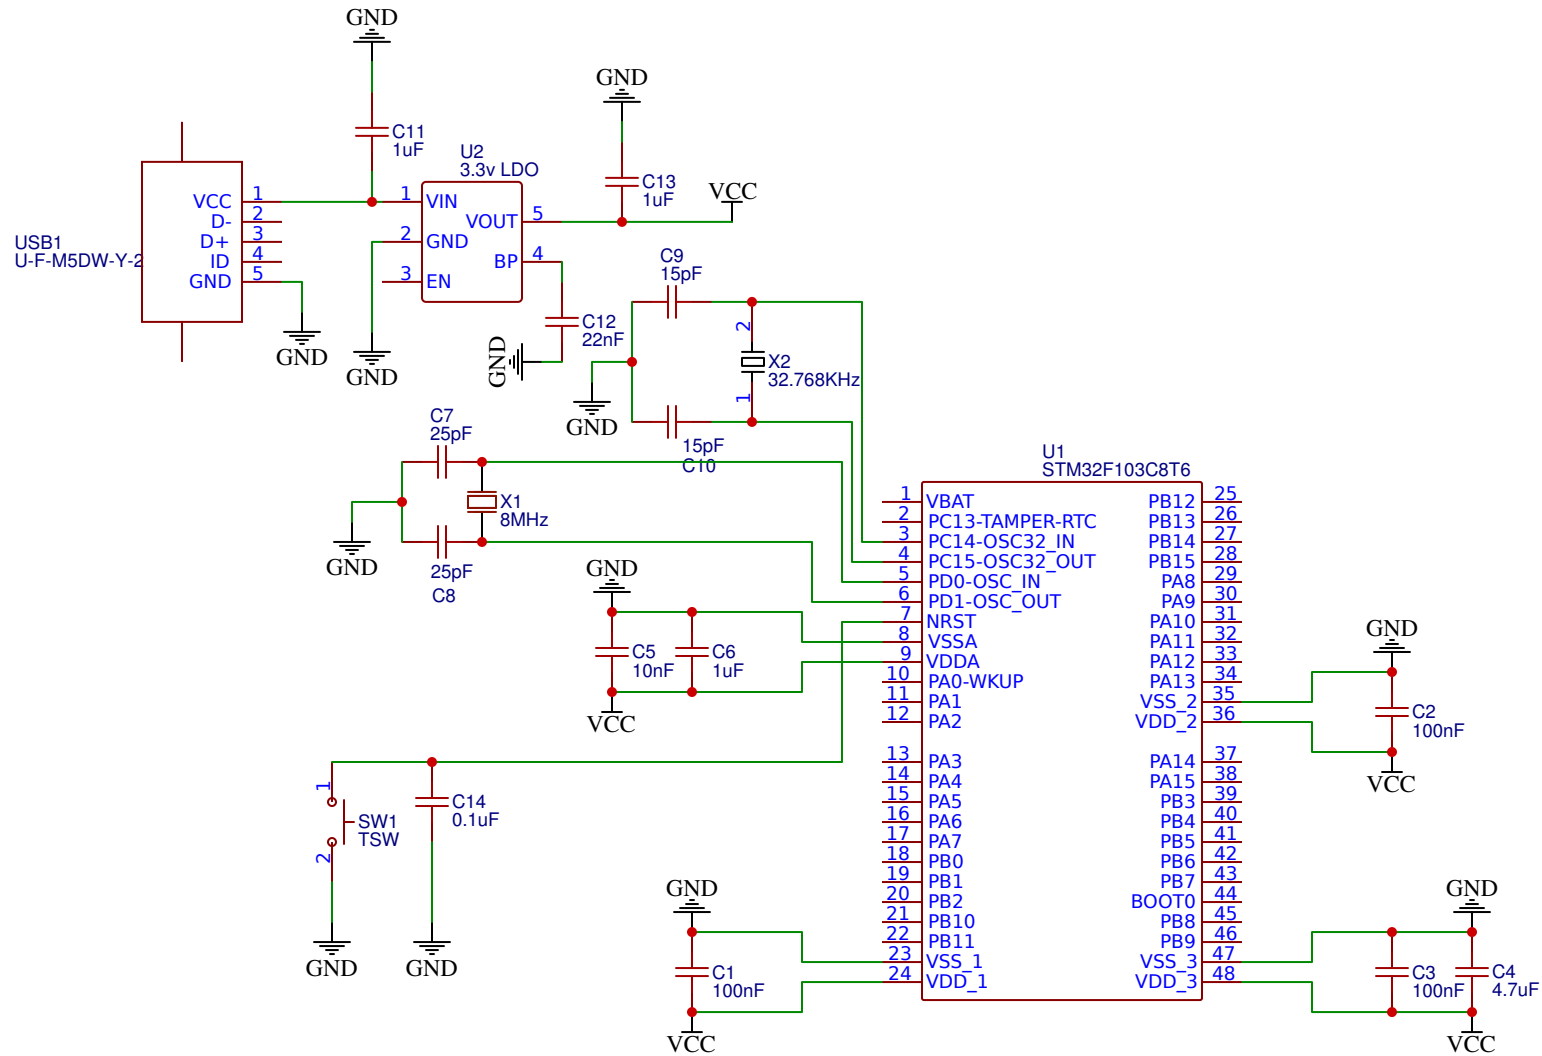 GND
C11
1uF
GND
C13
1uF
VCC
U2
3.3v LDO
1 VIN
2 GND
3 EN
VOUT 5
BP 4
VCC 1
D- 2
D+ 3
ID 4
GND 5
USB1
U-F-M5DW-Y-2
GND
GND
C12
22nF
GND
C9
15pF
2
X2
32.768KHz
1
15pF
C10
GND
C7
25pF
X1
8MHz
25pF
C8
GND
GND
C5
10nF
C6
1uF
VCC
U1
STM32F103C8T6
1 VBAT
2 PC13-TAMPER-RTC
3 PC14-OSC32_IN
4 PC15-OSC32_OUT
5 PD0-OSC_IN
6 PD1-OSC_OUT
7 NRST
8 VSSA
9 VDDA
10 PA0-WKUP
11 PA1
12 PA2
13 PA3
14 PA4
15 PA5
16 PA6
17 PA7
18 PB0
19 PB1
20 PB2
21 PB10
22 PB11
23 VSS_1
24 VDD_1
PB12 25
PB13 26
PB14 27
PB15 28
PA8 29
PA9 30
PA10 31
PA11 32
PA12 33
PA13 34
VSS_2 35
VDD_2 36
PA14 37
PA15 38
PB3 39
PB4 40
PB5 41
PB6 42
PB7 43
BOOT0 44
PB8 45
PB9 46
VSS_3 47
VDD_3 48
GND
C2
100nF
VCC
1
SW1
TSW
2
GND
C14
0.1uF
GND
GND
C1
100nF
VCC
GND
C3
100nF
C4
4.7uF
VCC